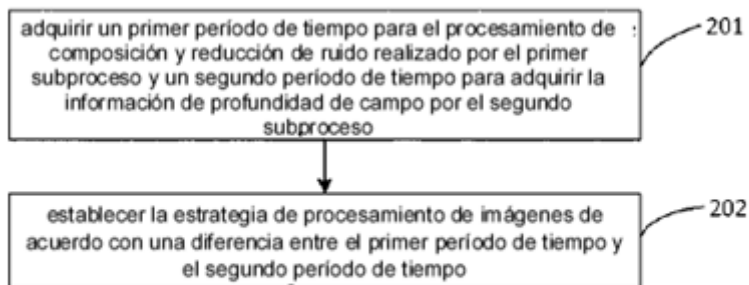 adquirir un primer período de tiempo para el procesamiento de
composición y reducción de ruido realizado por el primer
subproceso y un segundo período de tiempo para adquirir la
información de profundidad de campo por el segundo
subproceso
201
establecer la estrategia de procesamiento de imágenes de
acuerdo con una diferencia entre el primer período de tiempo y
el segundo período de tiempo
202